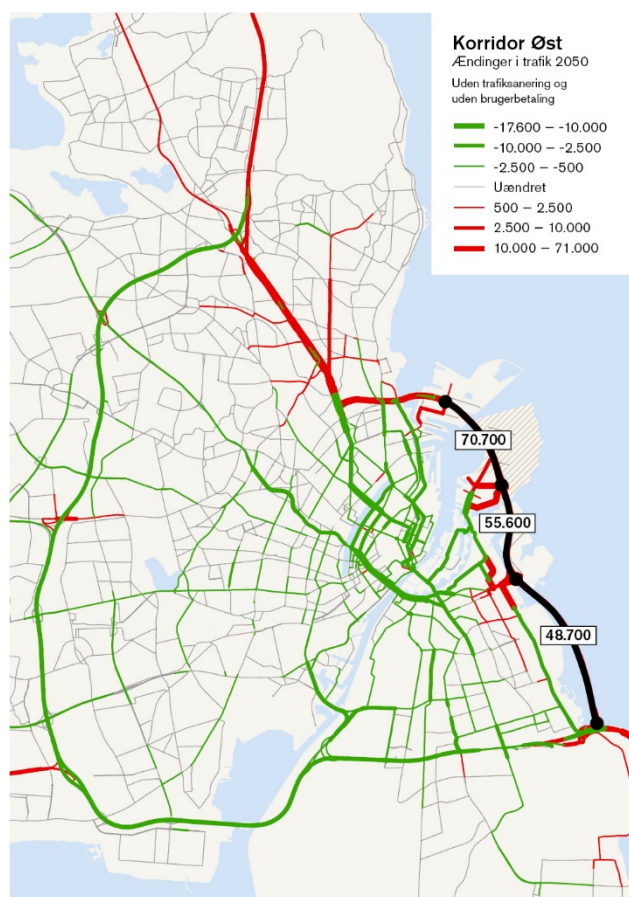 Korridor Øst
Ændinger i trafik 2050
Uden trafiksanering og
uden brugerbetaling
-17.600 – -10.000
-10.000 – -2.500
-2.500 – -500
Uændret
500 – 2.500
2.500 – 10.000
10.000 – 71.000
70.700
55.600
48.700